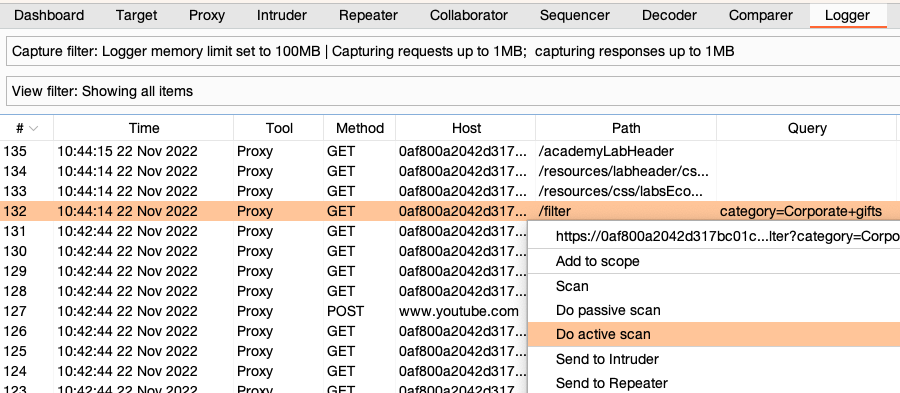 Dashboard Target Proxy Intruder Repeater Collaborator Sequencer Decoder Comparer Logger
Capture filter: Logger memory limit set to 100MB | Capturing requests up to 1MB;  capturing responses up to 1MB
View filter: Showing all items
# Time Tool Method Host Path Query
135 10:44:15 22 Nov 2022 Proxy GET 0af800a2042d317... /academyLabHeader
134 10:44:14 22 Nov 2022 Proxy GET 0af800a2042d317... /resources/labheader/cs...
133 10:44:14 22 Nov 2022 Proxy GET 0af800a2042d317... /resources/css/labsEco...
132 10:44:14 22 Nov 2022 Proxy GET 0af800a2042d317... /filter category=Corporate+gifts
131 10:42:44 22 Nov 2022 Proxy GET 0af800a2042d317...
https://0af800a2042d317bc01c...lter?category=Corpo
130 10:42:44 22 Nov 2022 Proxy GET 0af800a2042d317...
Add to scope
129 10:42:44 22 Nov 2022 Proxy GET 0af800a2042d317...
Scan
128 10:42:44 22 Nov 2022 Proxy GET 0af800a2042d317...
127 10:42:44 22 Nov 2022 Proxy POST www.youtube.com
Do passive scan
126 10:42:44 22 Nov 2022 Proxy GET 0af800a2042d317...
Do active scan
125 10:42:44 22 Nov 2022 Proxy GET 0af800a2042d317...
Send to Intruder
124 10:42:44 22 Nov 2022 Proxy GET 0af800a2042d317...
Send to Repeater
123 10:42:44 22 Nov 2022 Proxy GET 0af800a2042d317...